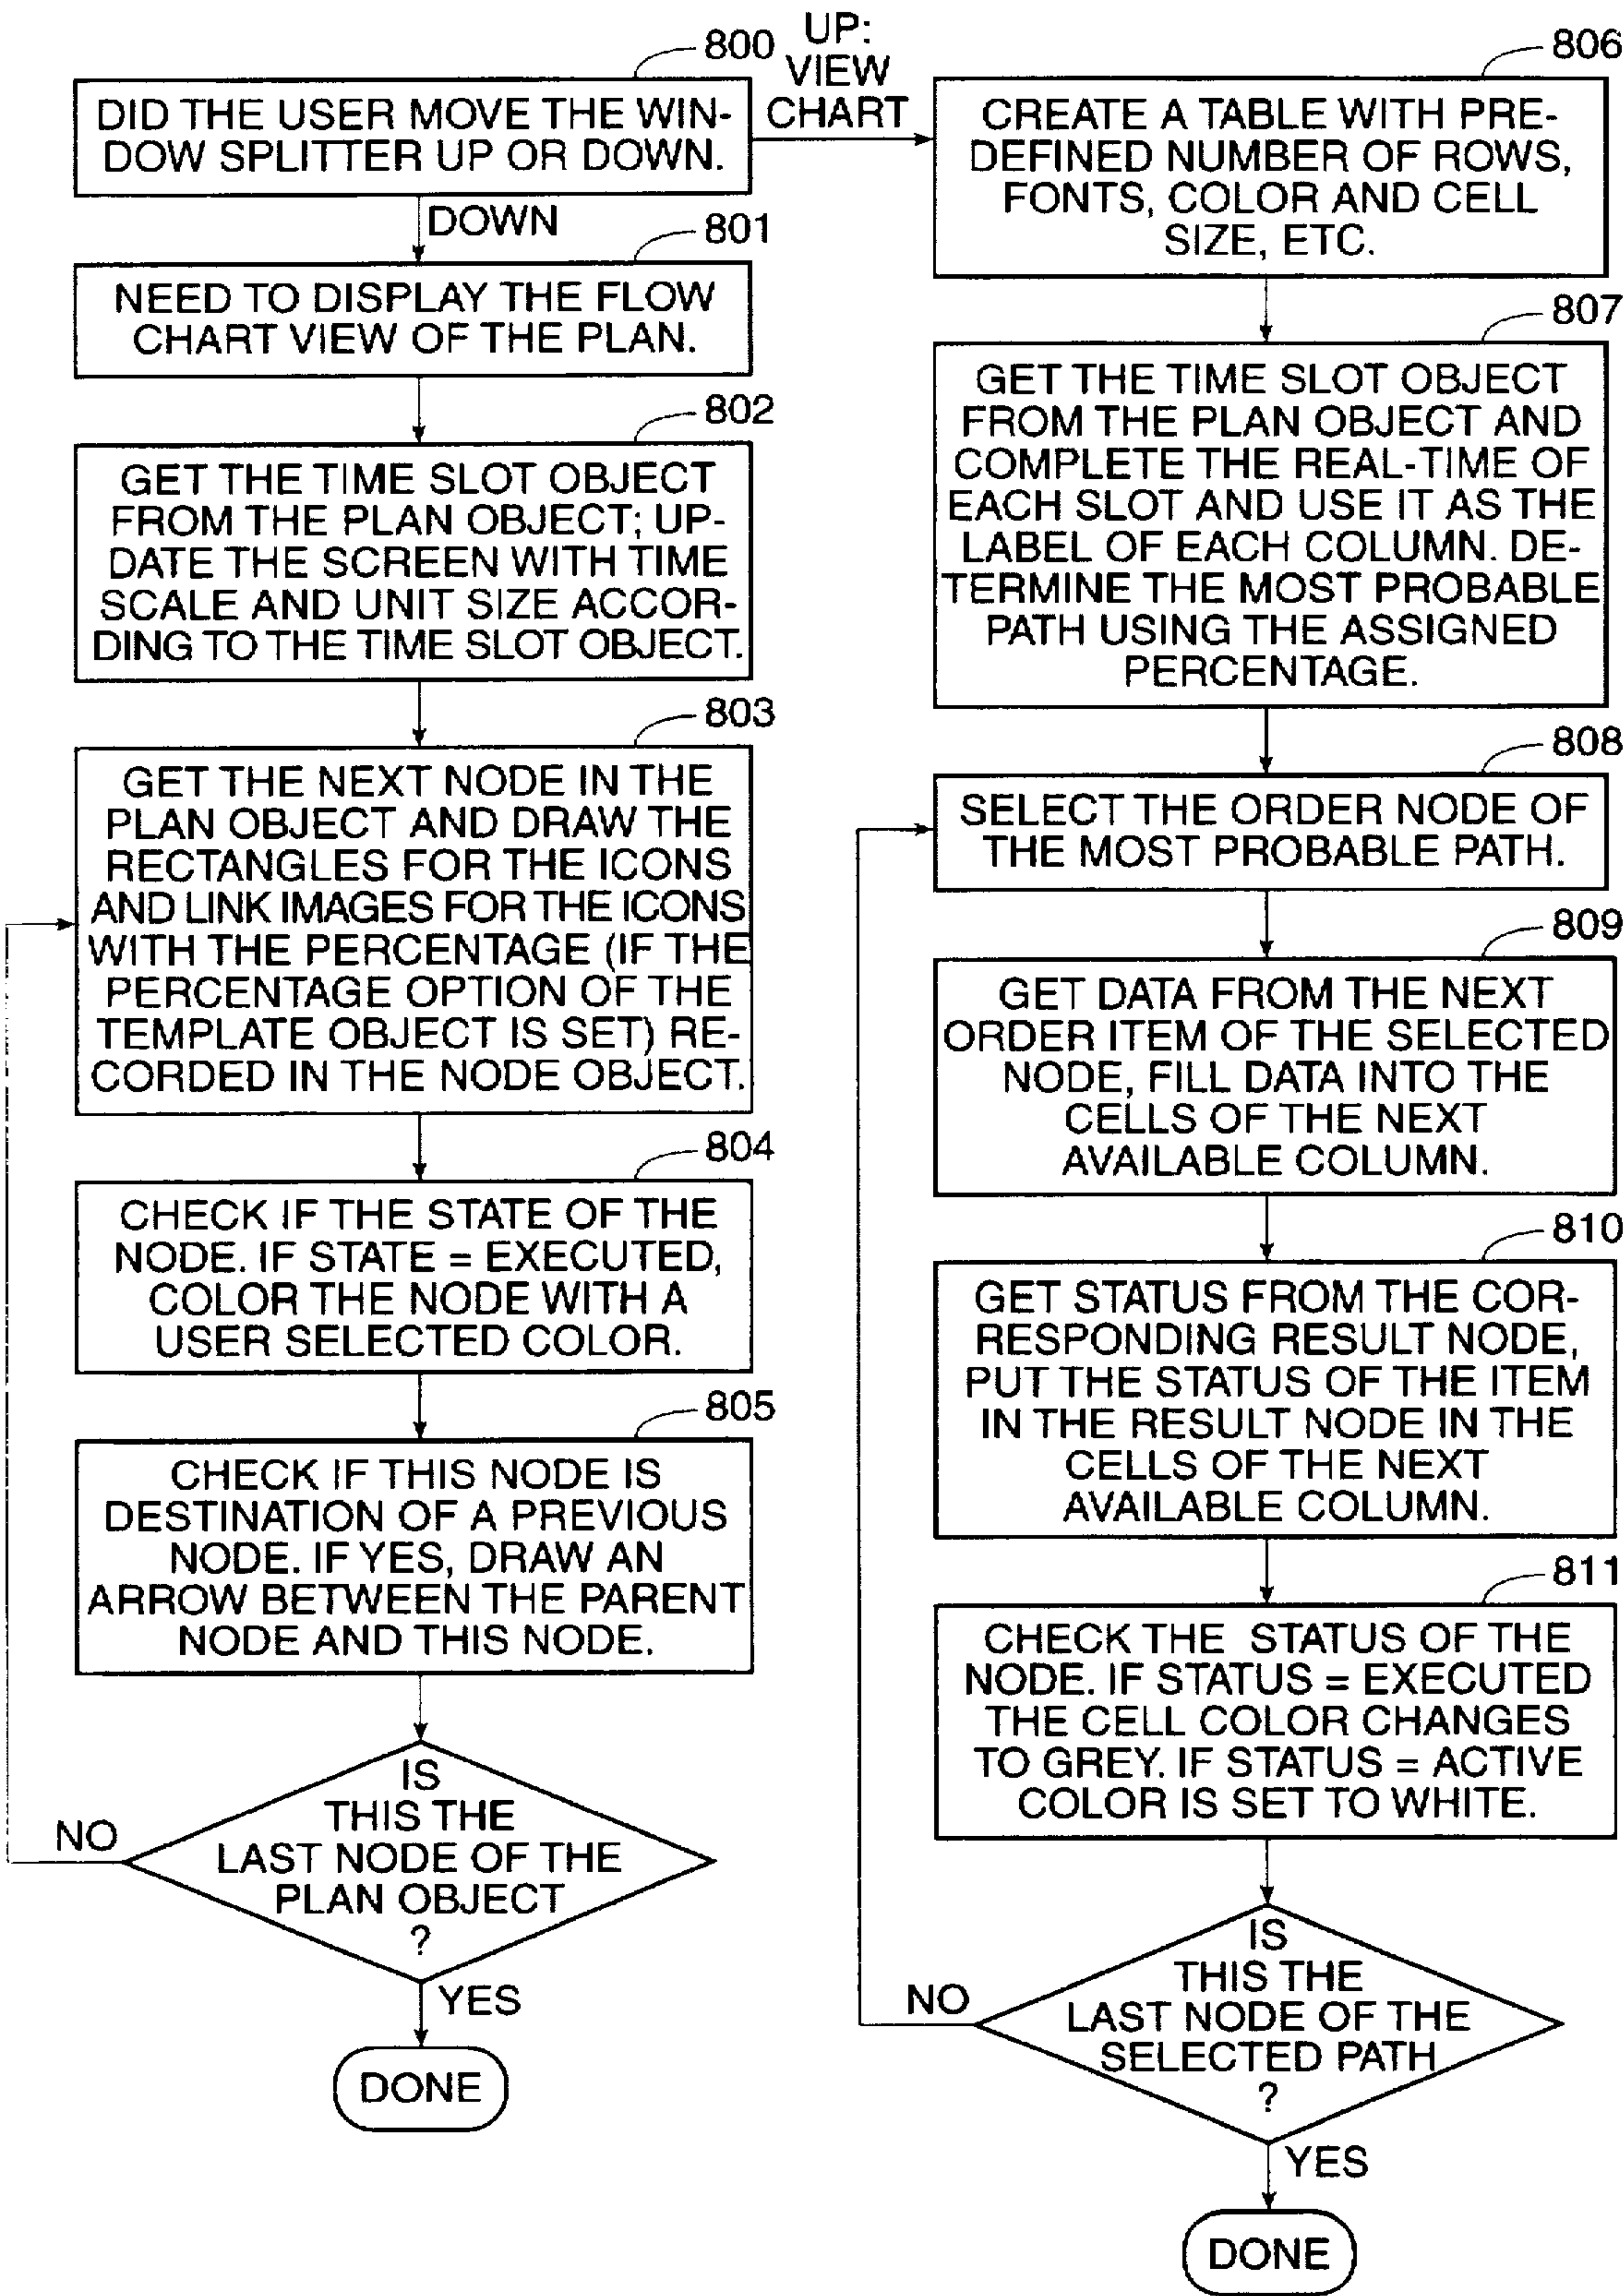 800
DID THE USER MOVE THE WIN-
DOW SPLITTER UP OR DOWN.
UP:
VIEW
CHART
DOWN
801
NEED TO DISPLAY THE FLOW
CHART VIEW OF THE PLAN.
802
GET THE TIME SLOT OBJECT
FROM THE PLAN OBJECT; UP-
DATE THE SCREEN WITH TIME
SCALE AND UNIT SIZE ACCOR-
DING TO THE TIME SLOT OBJECT.
803
GET THE NEXT NODE IN THE
PLAN OBJECT AND DRAW THE
RECTANGLES FOR THE ICONS
AND LINK IMAGES FOR THE ICONS
WITH THE PERCENTAGE (IF THE
PERCENTAGE OPTION OF THE
TEMPLATE OBJECT IS SET) RE-
CORDED IN THE NODE OBJECT.
804
CHECK IF THE STATE OF THE
NODE. IF STATE = EXECUTED,
COLOR THE NODE WITH A
USER SELECTED COLOR.
805
CHECK IF THIS NODE IS
DESTINATION OF A PREVIOUS
NODE. IF YES, DRAW AN
ARROW BETWEEN THE PARENT
NODE AND THIS NODE.
IS
THIS THE
LAST NODE OF THE
PLAN OBJECT
?
NO
YES
DONE
806
CREATE A TABLE WITH PRE-
DEFINED NUMBER OF ROWS,
FONTS, COLOR AND CELL
SIZE, ETC.
807
GET THE TIME SLOT OBJECT
FROM THE PLAN OBJECT AND
COMPLETE THE REAL-TIME OF
EACH SLOT AND USE IT AS THE
LABEL OF EACH COLUMN. DE-
TERMINE THE MOST PROBABLE
PATH USING THE ASSIGNED
PERCENTAGE.
808
SELECT THE ORDER NODE OF
THE MOST PROBABLE PATH.
809
GET DATA FROM THE NEXT
ORDER ITEM OF THE SELECTED
NODE, FILL DATA INTO THE
CELLS OF THE NEXT
AVAILABLE COLUMN.
810
GET STATUS FROM THE COR-
RESPONDING RESULT NODE,
PUT THE STATUS OF THE ITEM
IN THE RESULT NODE IN THE
CELLS OF THE NEXT
AVAILABLE COLUMN.
811
CHECK THE STATUS OF THE
NODE. IF STATUS = EXECUTED
THE CELL COLOR CHANGES
TO GREY. IF STATUS = ACTIVE
COLOR IS SET TO WHITE.
IS
THIS THE
LAST NODE OF THE
SELECTED PATH
?
NO
YES
DONE